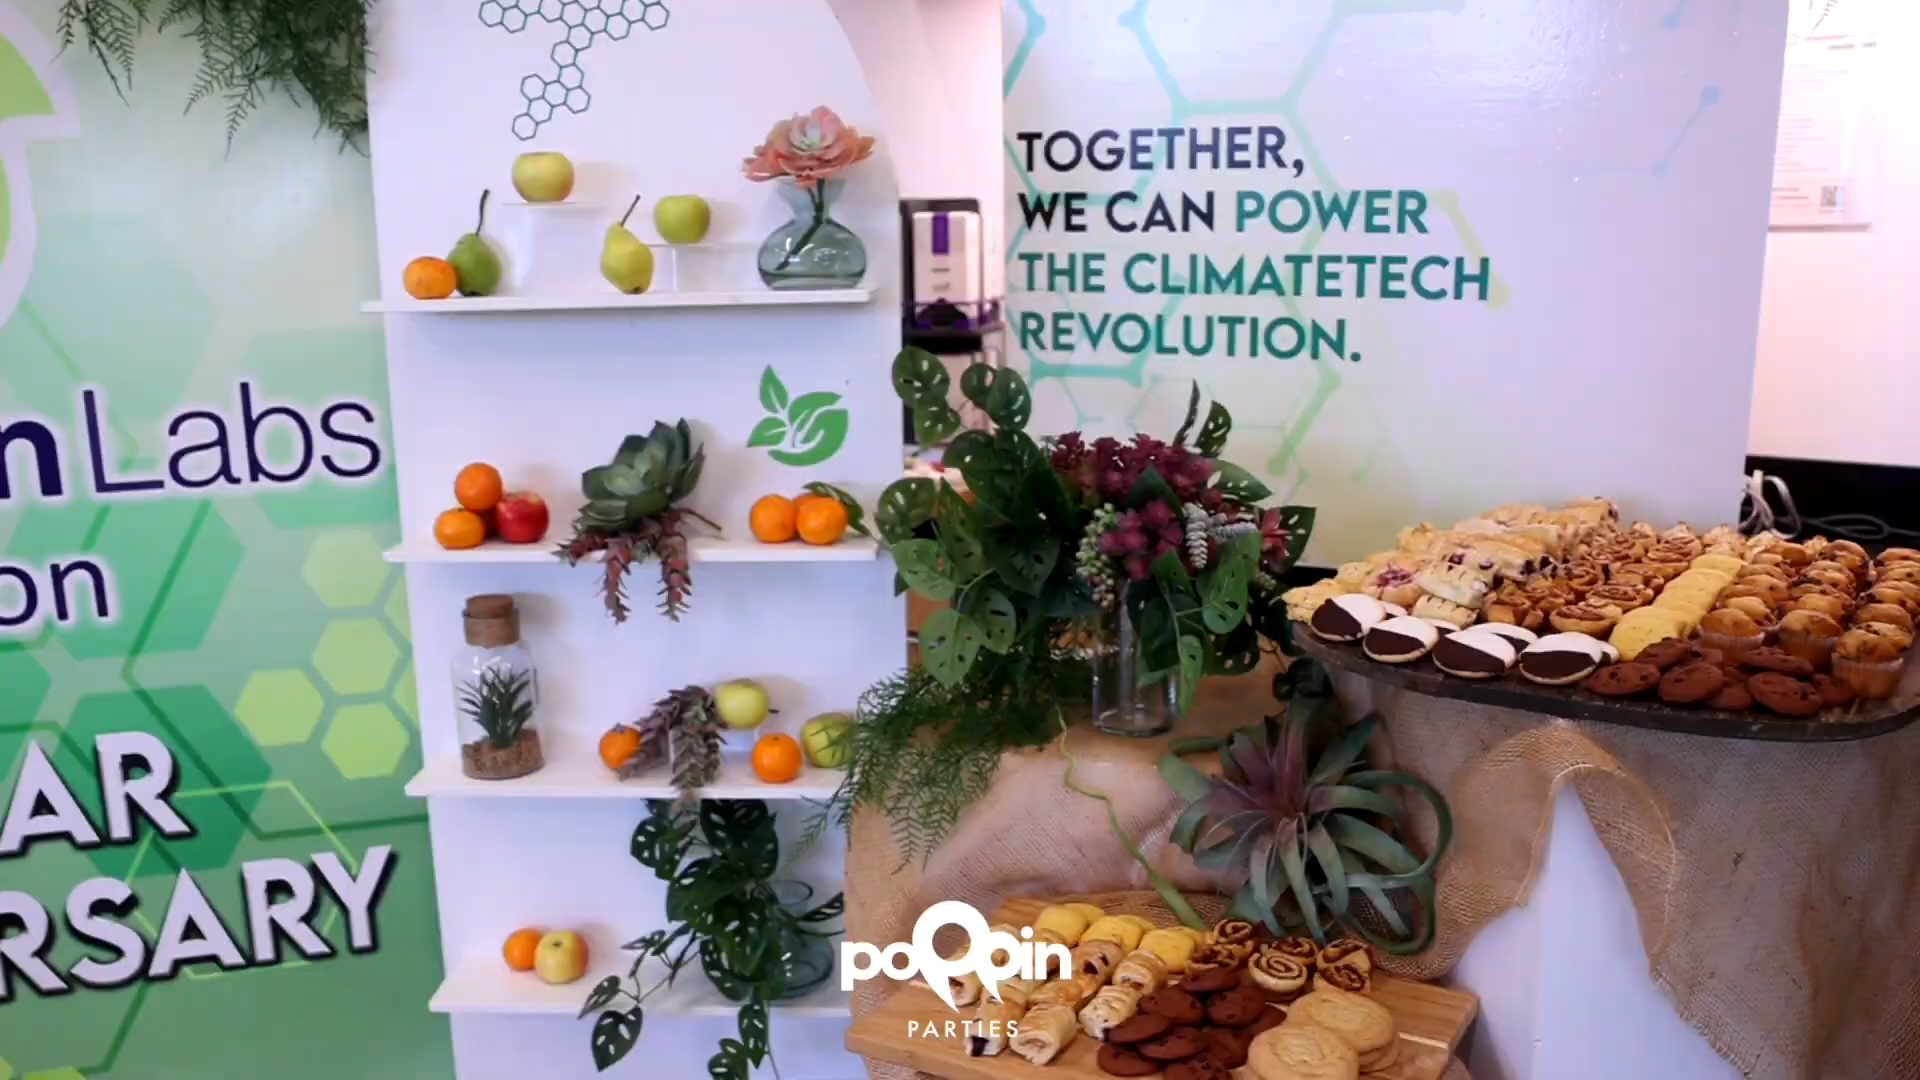 n Labs
on
AR
RSARY
TOGETHER,
WE CAN POWER
THE CLIMATETECH
REVOLUTION.
poppin
PARTIES